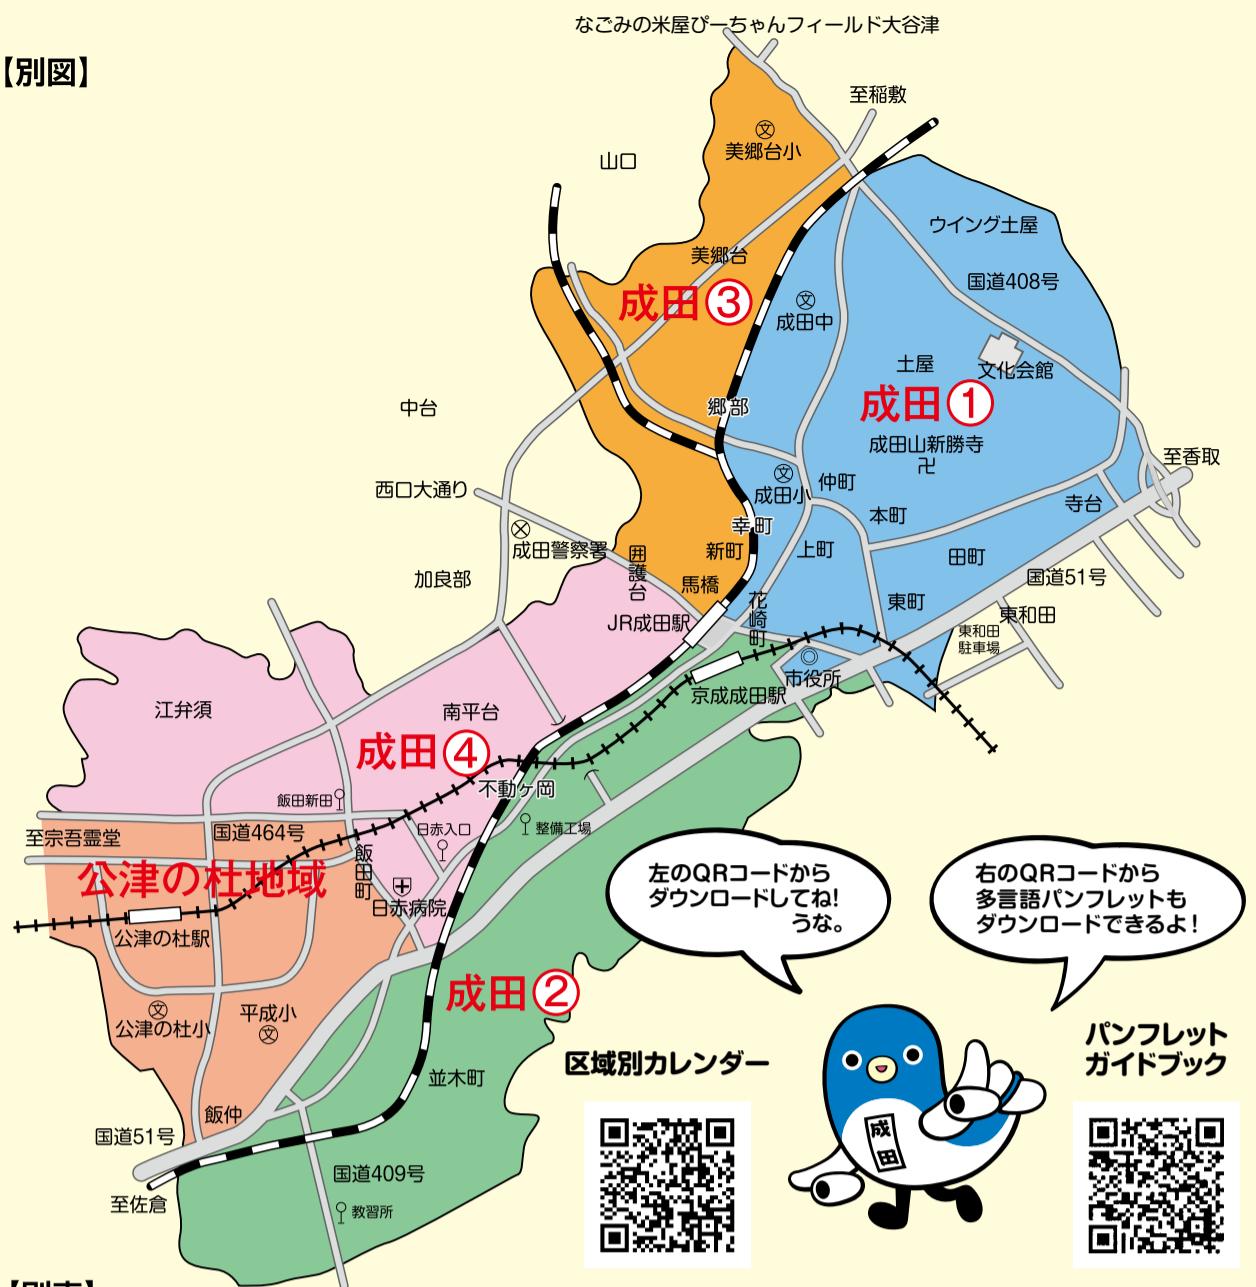 【別図】
なごみの米屋ぴーちゃんフィールド大谷津
至稲敷
美郷台小
山口
ウイング土屋
美郷台
国道408号
成田③
成田中
土屋
文化会館
中台
郷部
成田①
成田山新勝寺
至香取
西口大通り
成田小
仲町
寺台
本町
成田警察署
幸町
囲護台
新町
上町
田町
加良部
馬橋
国道51号
花崎町
東町
東和田
JR成田駅
東和田
駐車場
市役所
京成成田駅
江弁須
南平台
成田④
不動ヶ岡
飯田新田
国道464号
日赤入口
整備工場
至宗吾霊堂
飯田町
公津の杜地域
日赤病院
公津の杜駅
左のQRコードから
ダウンロードしてね!
うな。
右のQRコードから
多言語パンフレットも
ダウンロードできるよ!
成田②
公津の杜小
平成小
並木町
区域別カレンダー
パンフレット
ガイドブック
飯仲
国道51号
成田
国道409号
至佐倉
教習所